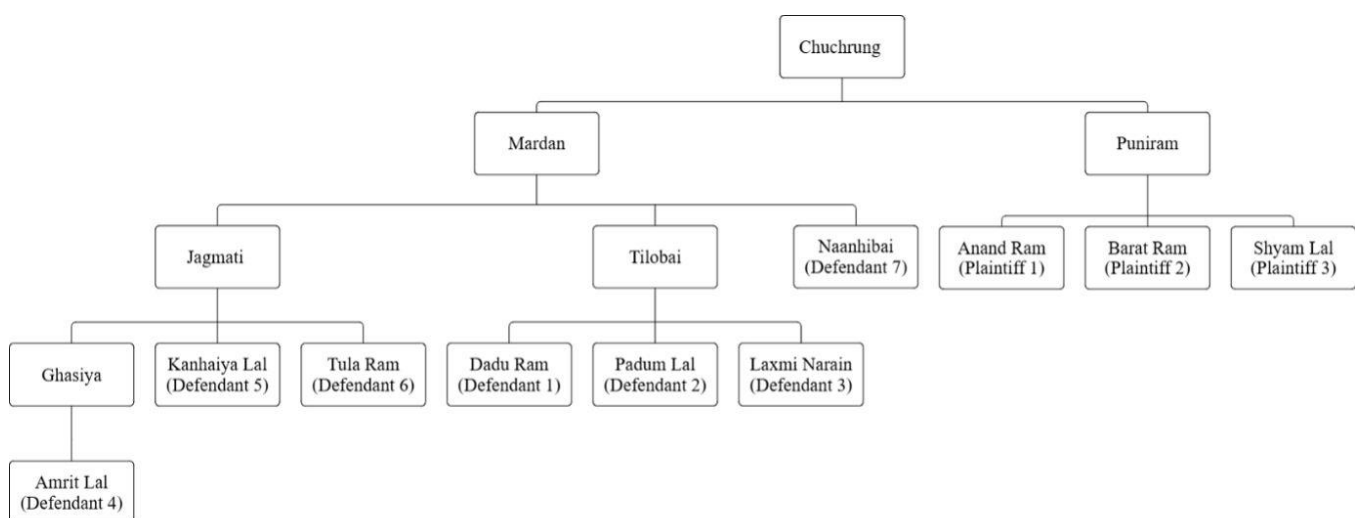 Chuchrung
Mardan
Puniram
Jagmati
Tilobai
Naanhibai
(Defendant 7)
Anand Ram
(Plaintiff 1)
Barat Ram
(Plaintiff 2)
Shyam Lal
(Plaintiff 3)
Ghasiya
Kanhaiya Lal
(Defendant 5)
Tula Ram
(Defendant 6)
Dadu Ram
(Defendant 1)
Padum Lal
(Defendant 2)
Laxmi Narain
(Defendant 3)
Amrit Lal
(Defendant 4)